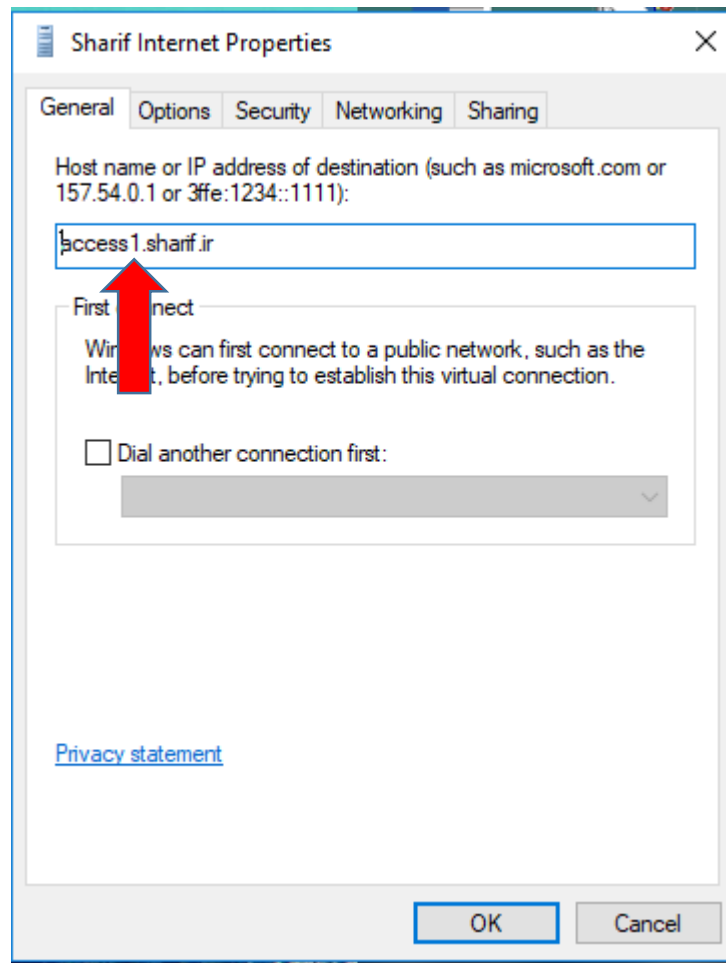 Sharif Internet Properties
General Options Security Networking Sharing
Host name or IP address of destination (such as microsoft.com or
157.54.0.1 or 3ffe:1234::1111):
access1.sharif.ir
First
Windows can first connect to a public network, such as the
, before trying to establish this virtual connection.
Dial another connection first:
Privacy statement
OK Cancel